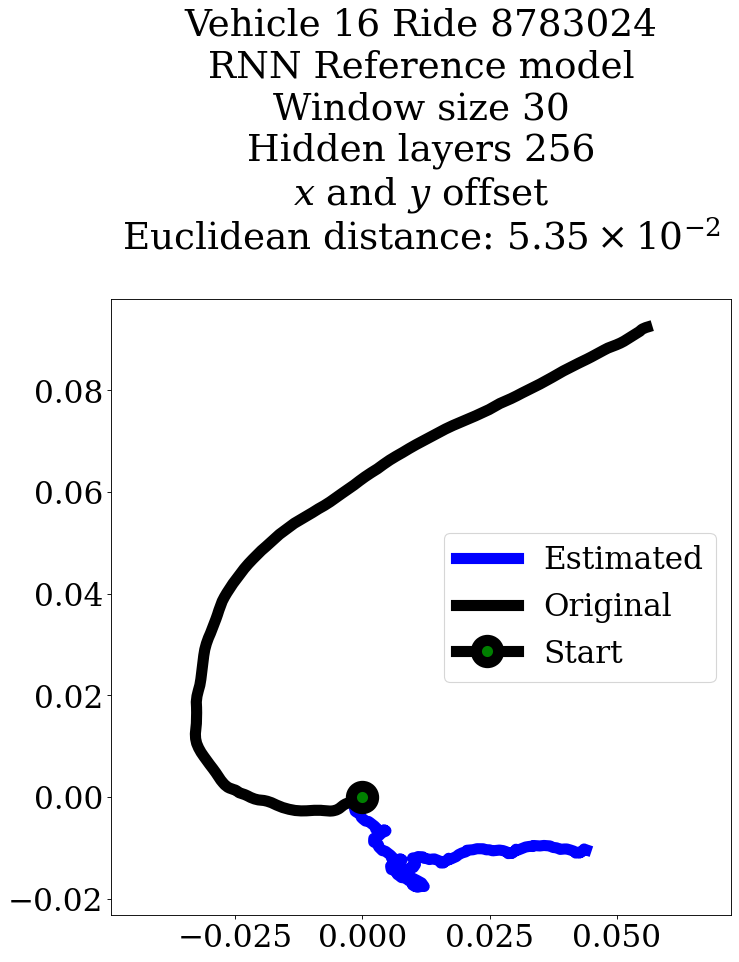 Vehicle 16 Ride 8783024
RNN Reference model
Window size 30
Hidden layers 256
x and y offset
Euclidean distance: 5.35 × 10⁻²
0.08
0.06
0.04
0.02
0.00
−0.02
Estimated
Original
Start
−0.025 0.000 0.025 0.050